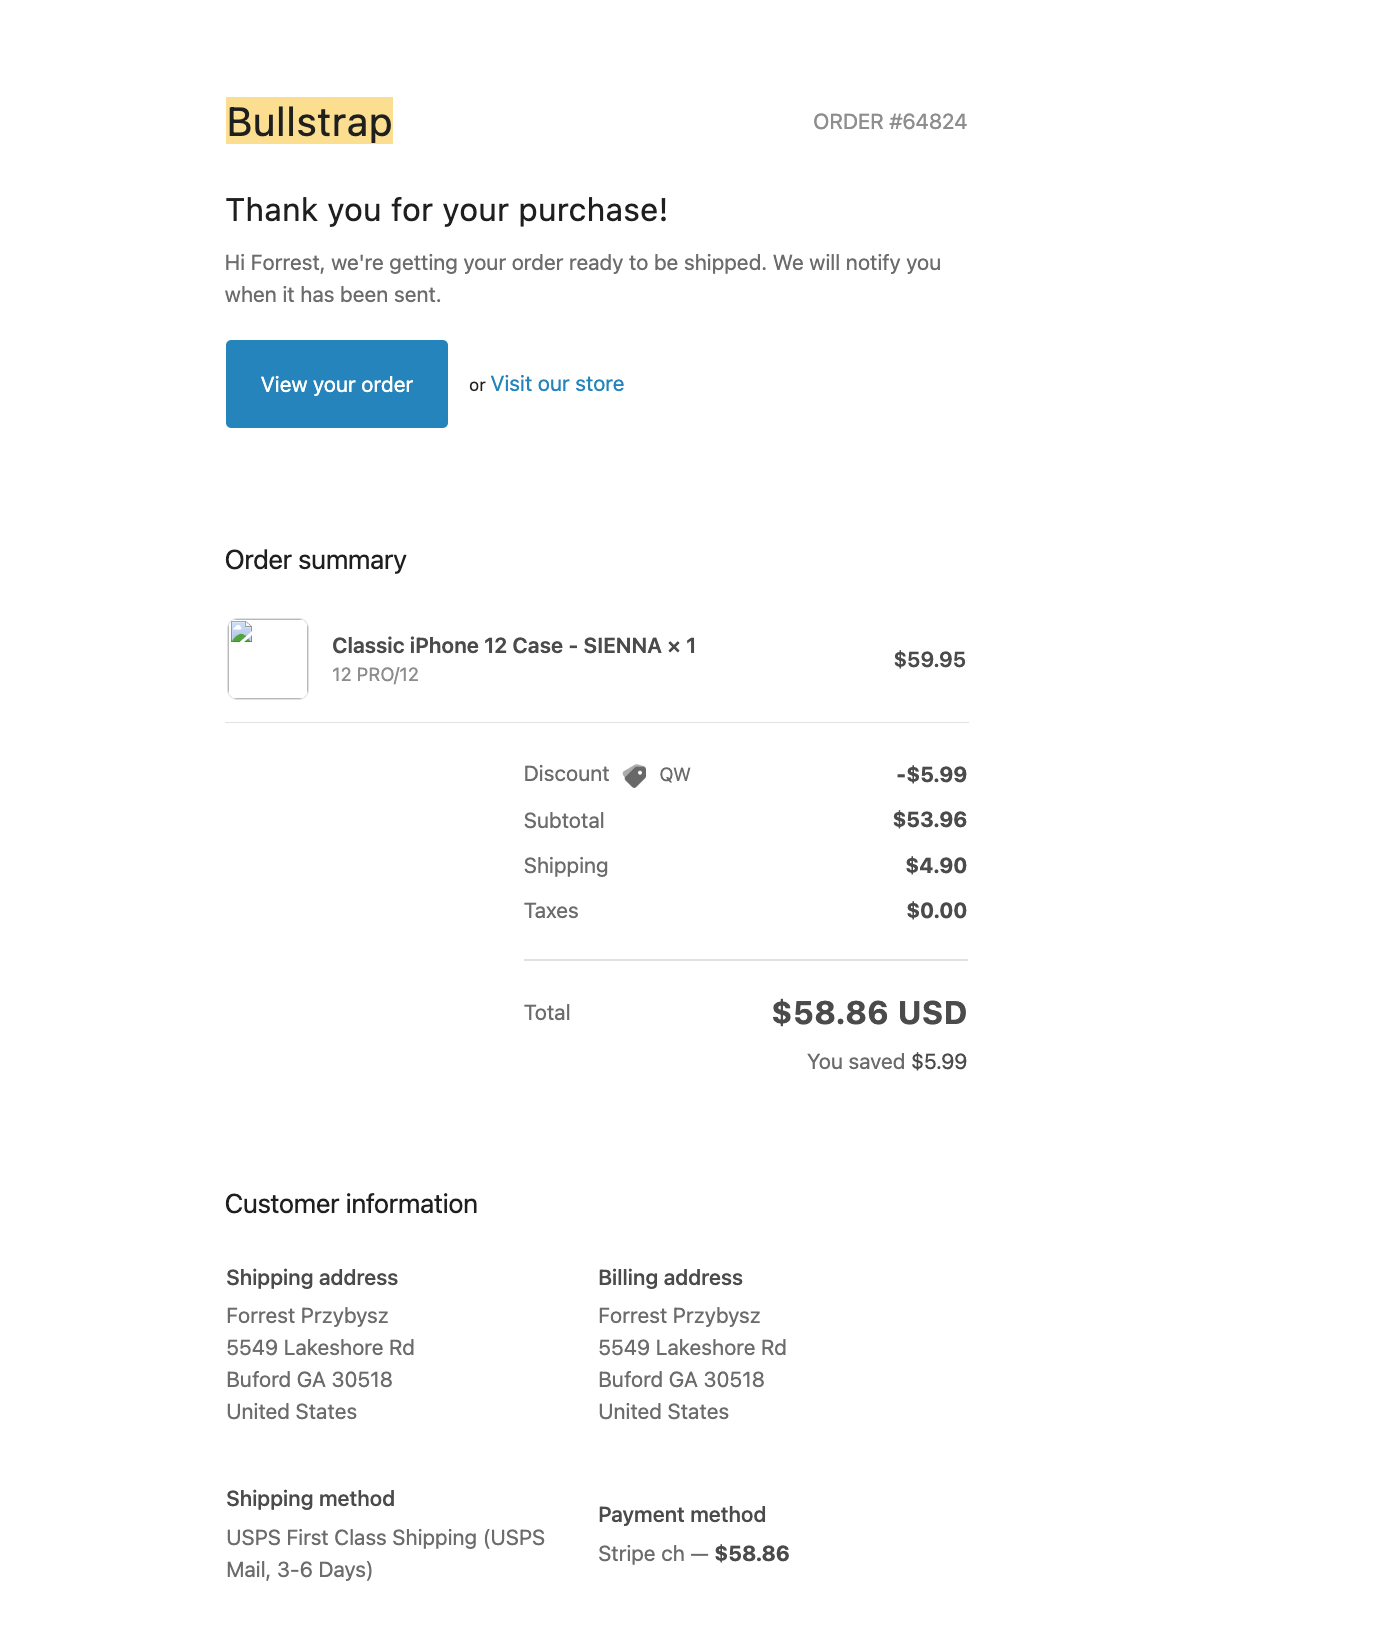 Bullstrap
ORDER #64824
Thank you for your purchase!
Hi Forrest, we're getting your order ready to be shipped. We will notify you
when it has been sent.
View your order
or Visit our store
Order summary
Classic iPhone 12 Case - SIENNA × 1
12 PRO/12
$59.95
Discount QW -$5.99
Subtotal $53.96
Shipping $4.90
Taxes $0.00
Total $58.86 USD
You saved $5.99
Customer information
Shipping address
Forrest Przybysz
5549 Lakeshore Rd
Buford GA 30518
United States
Billing address
Forrest Przybysz
5549 Lakeshore Rd
Buford GA 30518
United States
Shipping method
USPS First Class Shipping (USPS
Mail, 3-6 Days)
Payment method
Stripe ch — $58.86